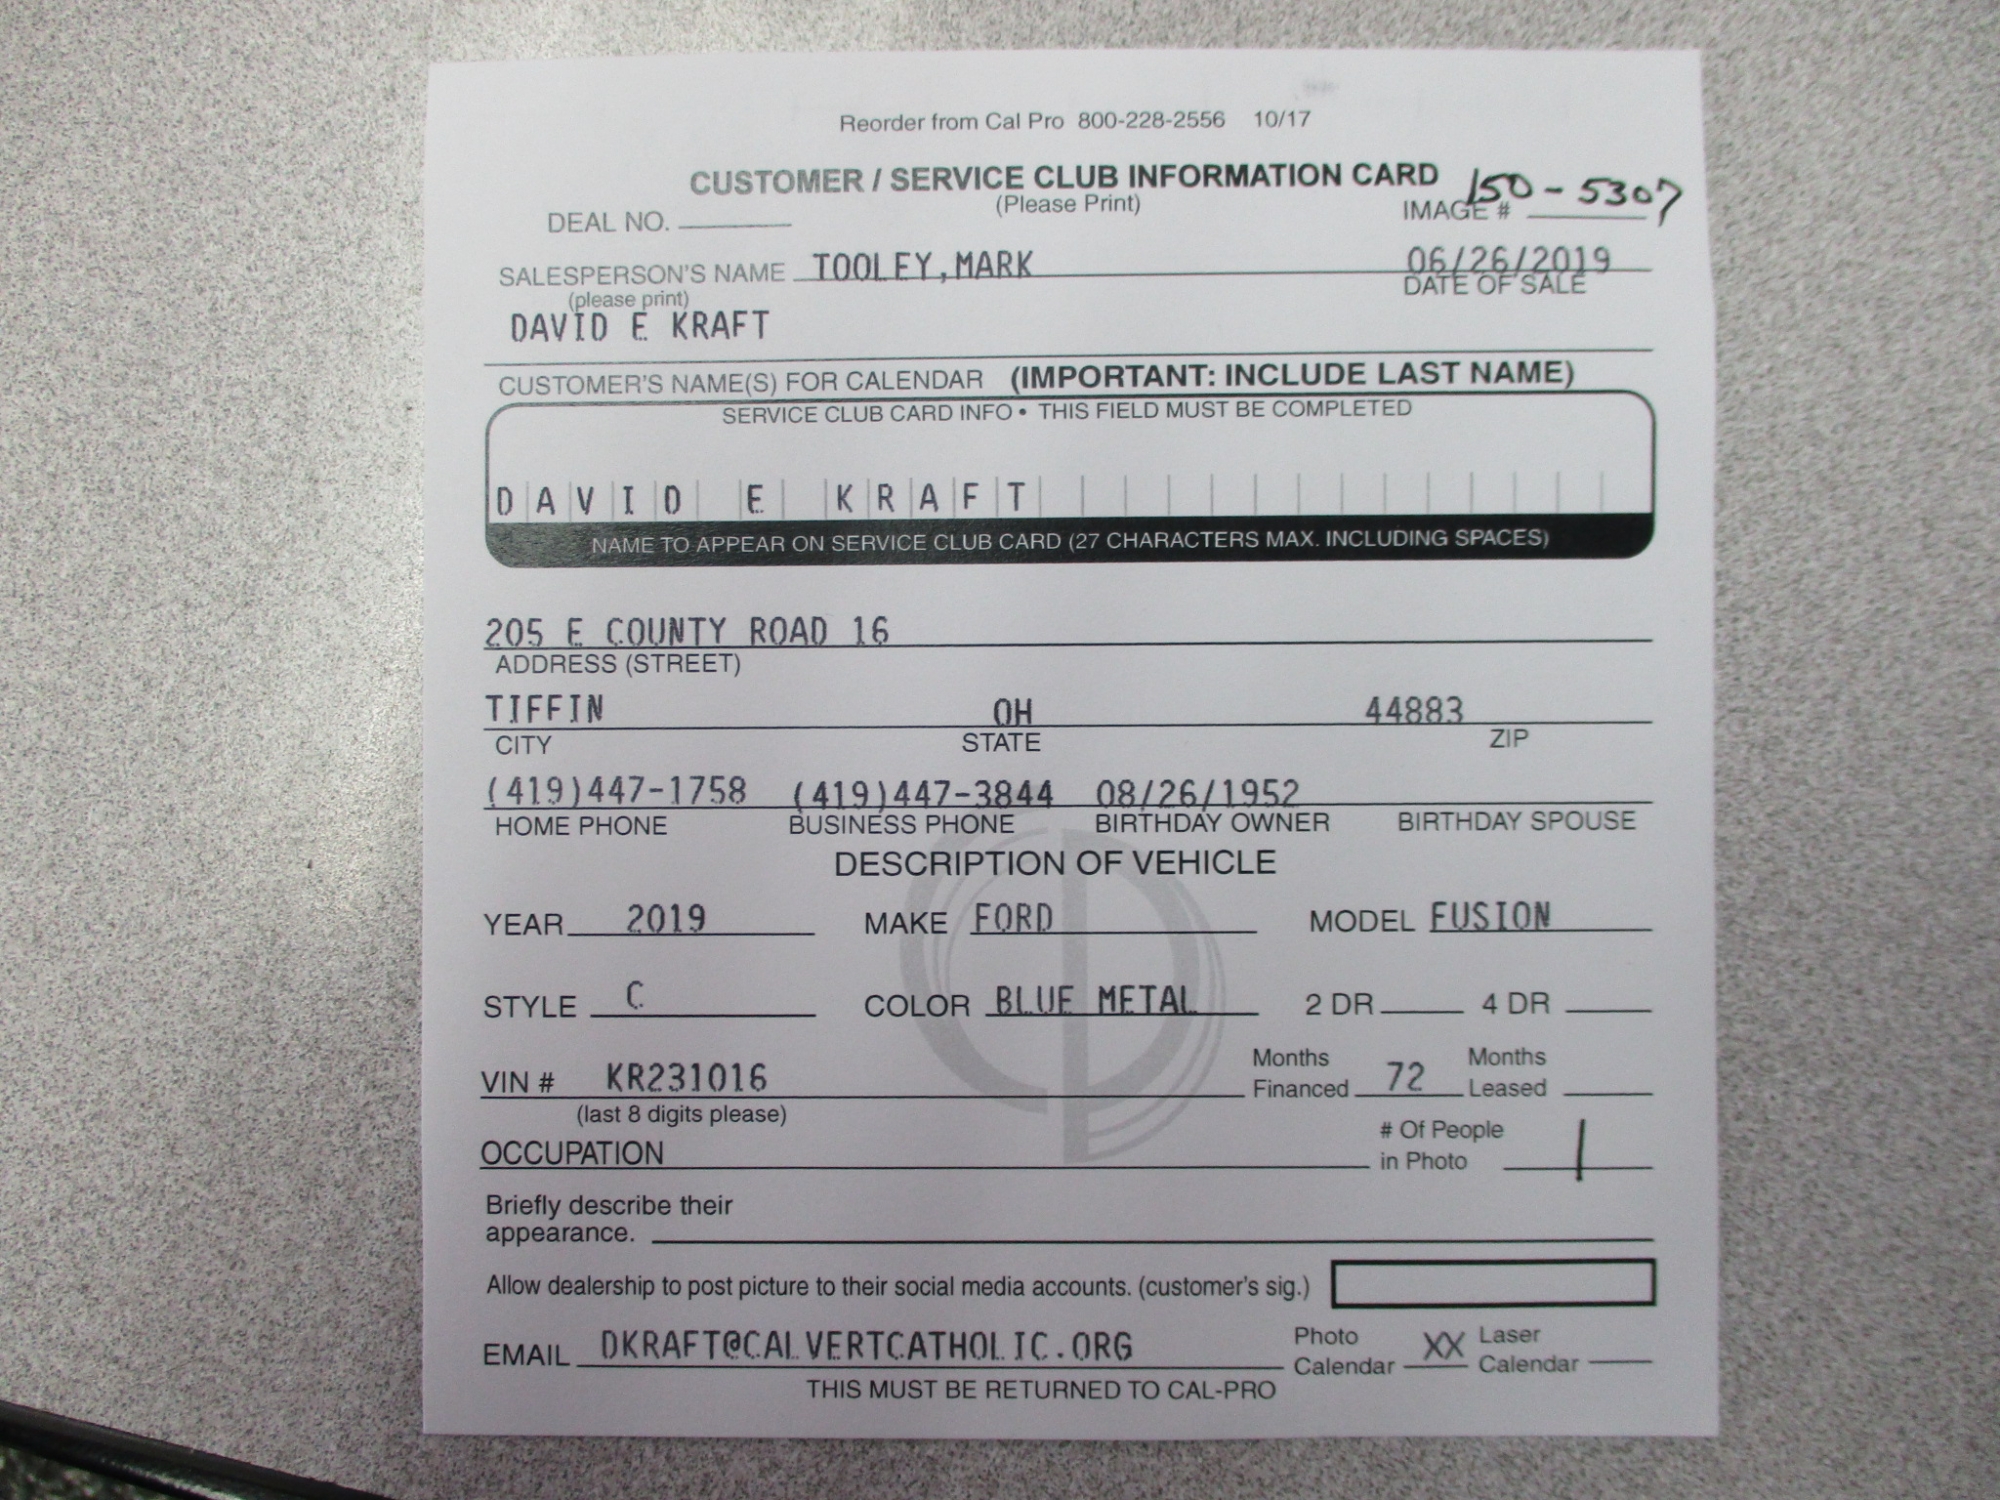 Reorder from Cal Pro 800-228-2556 10/17
CUSTOMER / SERVICE CLUB INFORMATION CARD
(Please Print)
DEAL NO.
IMAGE # 150-5307
SALESPERSON'S NAME TOOLEY,MARK 06/26/2019
(please print) DATE OF SALE
DAVID E KRAFT
CUSTOMER'S NAME(S) FOR CALENDAR (IMPORTANT: INCLUDE LAST NAME)
SERVICE CLUB CARD INFO • THIS FIELD MUST BE COMPLETED
DAVID E KRAFT
NAME TO APPEAR ON SERVICE CLUB CARD (27 CHARACTERS MAX. INCLUDING SPACES)
205 E COUNTY ROAD 16
ADDRESS (STREET)
TIFFIN OH 44883
CITY STATE ZIP
(419)447-1758 (419)447-3844 08/26/1952
HOME PHONE BUSINESS PHONE BIRTHDAY OWNER BIRTHDAY SPOUSE
DESCRIPTION OF VEHICLE
YEAR 2019 MAKE FORD MODEL FUSION
STYLE C COLOR BLUE METAL 2 DR 4 DR
VIN # KR231016 Months Financed 72 Months Leased
(last 8 digits please)
OCCUPATION # Of People in Photo 1
Briefly describe their
appearance.
Allow dealership to post picture to their social media accounts. (customer's sig.)
EMAIL DKRAFT@CALVERTCATHOLIC.ORG Photo Calendar XX Laser Calendar
THIS MUST BE RETURNED TO CAL-PRO